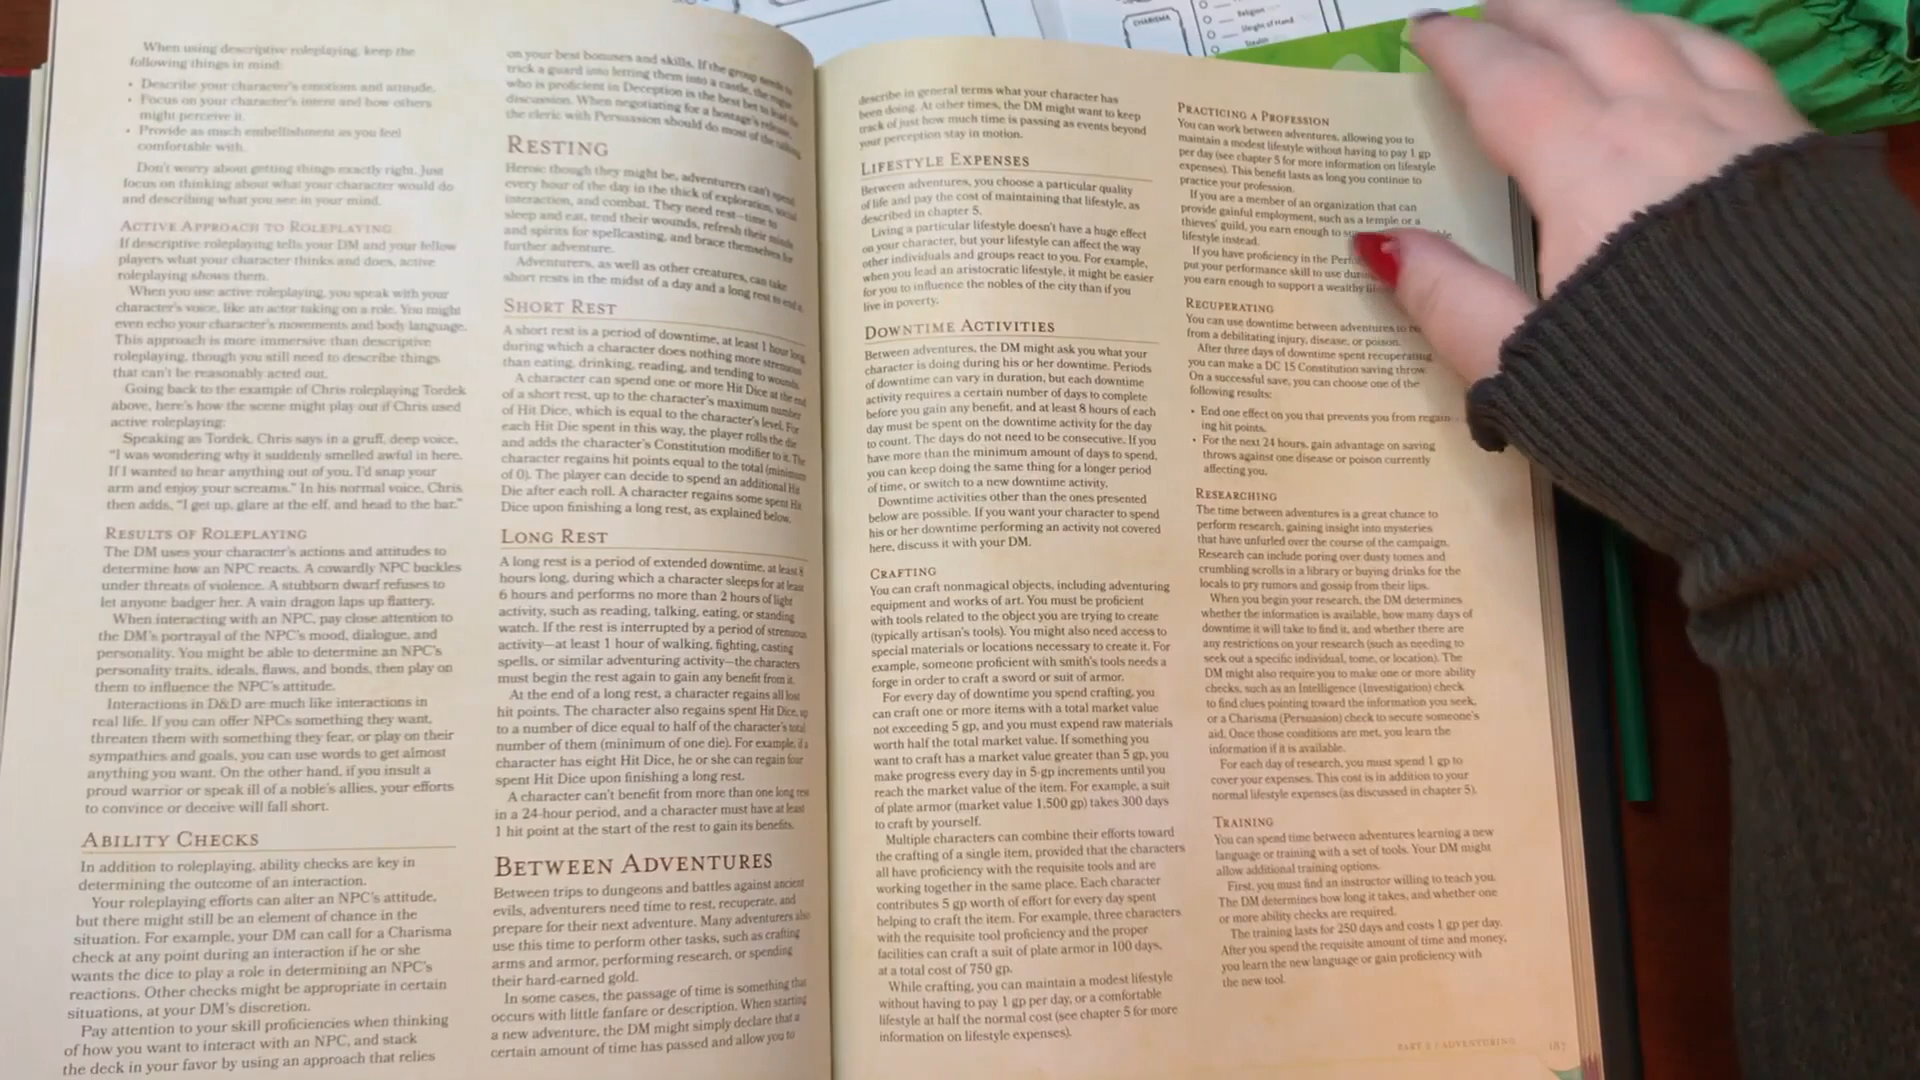 When using descriptive roleplaying, keep the
following things in mind:
• Describe your character's emotions and attitude.
• Focus on your character's intent and how others
might perceive it.
• Provide as much embellishment as you feel
comfortable with.
Don't worry about getting things exactly right. Just
focus on thinking about what your character would do
and describing what you see in your mind.
ACTIVE APPROACH TO ROLEPLAYING
If descriptive roleplaying tells your DM and your fellow
players what your character thinks and does, active
roleplaying shows them.
When you use active roleplaying, you speak with your
character's voice, like an actor taking on a role. You might
even echo your character's movements and body language.
This approach is more immersive than descriptive
roleplaying, though you still need to describe things
that can't be reasonably acted out.
Going back to the example of Chris roleplaying Tordek
above, here's how the scene might play out if Chris used
active roleplaying:
Speaking as Tordek, Chris says in a gruff, deep voice,
"I was wondering why it suddenly smelled awful in here.
If I wanted to hear anything out of you, I'd snap your
arm and enjoy your screams." In his normal voice, Chris
then adds, "I get up, glare at the elf, and head to the bar."
RESULTS OF ROLEPLAYING
The DM uses your character's actions and attitudes to
determine how an NPC reacts. A cowardly NPC buckles
under threats of violence. A stubborn dwarf refuses to
let anyone badger her. A vain dragon laps up flattery.
When interacting with an NPC, pay close attention to
the DM's portrayal of the NPC's mood, dialogue, and
personality. You might be able to determine an NPC's
personality traits, ideals, flaws, and bonds, then play on
them to influence the NPC's attitude.
Interactions in D&D are much like interactions in
real life. If you can offer NPCs something they want,
threaten them with something they fear, or play on their
sympathies and goals, you can use words to get almost
anything you want. On the other hand, if you insult a
proud warrior or speak ill of a noble's allies, your efforts
to convince or deceive will fall short.
ABILITY CHECKS
In addition to roleplaying, ability checks are key in
determining the outcome of an interaction.
Your roleplaying efforts can alter an NPC's attitude,
but there might still be an element of chance in the
situation. For example, your DM can call for a Charisma
check at any point during an interaction if he or she
wants the dice to play a role in determining an NPC's
reactions. Other checks might be appropriate in certain
situations, at your DM's discretion.
Pay attention to your skill proficiencies when thinking
of how you want to interact with an NPC, and stack
the deck in your favor by using an approach that relies
on your best bonuses and skills. If the group needs to
trick a guard into letting them into a castle, the rogue
who is proficient in Deception is the best bet to lead the
discussion. When negotiating for a hostage's release,
the cleric with Persuasion should do most of the talking.
RESTING
Heroic though they might be, adventurers can't spend
every hour of the day in the thick of exploration, social
interaction, and combat. They need rest—time to
sleep and eat, tend their wounds, refresh their minds
and spirits for spellcasting, and brace themselves for
further adventure.
Adventurers, as well as other creatures, can take
short rests in the midst of a day and a long rest to end a
SHORT REST
A short rest is a period of downtime, at least 1 hour long,
during which a character does nothing more strenuous
than eating, drinking, reading, and tending to wounds.
A character can spend one or more Hit Dice at the end
of a short rest, up to the character's maximum number
of Hit Dice, which is equal to the character's level. For
each Hit Die spent in this way, the player rolls the die
and adds the character's Constitution modifier to it. The
character regains hit points equal to the total (minimum
of 0). The player can decide to spend an additional Hit
Die after each roll. A character regains some spent Hit
Dice upon finishing a long rest, as explained below.
LONG REST
A long rest is a period of extended downtime, at least 8
hours long, during which a character sleeps for at least
6 hours and performs no more than 2 hours of light
activity, such as reading, talking, eating, or standing
watch. If the rest is interrupted by a period of strenuous
activity—at least 1 hour of walking, fighting, casting
spells, or similar adventuring activity—the characters
must begin the rest again to gain any benefit from it.
At the end of a long rest, a character regains all lost
hit points. The character also regains spent Hit Dice, up
to a number of dice equal to half of the character's total
number of them (minimum of one die). For example, if a
character has eight Hit Dice, he or she can regain four
spent Hit Dice upon finishing a long rest.
A character can't benefit from more than one long rest
in a 24-hour period, and a character must have at least
1 hit point at the start of the rest to gain its benefits.
BETWEEN ADVENTURES
Between trips to dungeons and battles against ancient
evils, adventurers need time to rest, recuperate, and
prepare for their next adventure. Many adventurers also
use this time to perform other tasks, such as crafting
arms and armor, performing research, or spending
their hard-earned gold.
In some cases, the passage of time is something that
occurs with little fanfare or description. When starting
a new adventure, the DM might simply declare that a
certain amount of time has passed and allow you to
describe in general terms what your character has
been doing. At other times, the DM might want to keep
track of just how much time is passing as events beyond
your perception stay in motion.
LIFESTYLE EXPENSES
Between adventures, you choose a particular quality
of life and pay the cost of maintaining that lifestyle, as
described in chapter 5.
Living a particular lifestyle doesn't have a huge effect
on your character, but your lifestyle can affect the way
other individuals and groups react to you. For example,
when you lead an aristocratic lifestyle, it might be easier
for you to influence the nobles of the city than if you
live in poverty.
DOWNTIME ACTIVITIES
Between adventures, the DM might ask you what your
character is doing during his or her downtime. Periods
of downtime can vary in duration, but each downtime
activity requires a certain number of days to complete
before you gain any benefit, and at least 8 hours of each
day must be spent on the downtime activity for the day
to count. The days do not need to be consecutive. If you
have more than the minimum amount of days to spend,
you can keep doing the same thing for a longer period
of time, or switch to a new downtime activity.
Downtime activities other than the ones presented
below are possible. If you want your character to spend
his or her downtime performing an activity not covered
here, discuss it with your DM.
CRAFTING
You can craft nonmagical objects, including adventuring
equipment and works of art. You must be proficient
with tools related to the object you are trying to create
(typically artisan's tools). You might also need access to
special materials or locations necessary to create it. For
example, someone proficient with smith's tools needs a
forge in order to craft a sword or suit of armor.
For every day of downtime you spend crafting, you
can craft one or more items with a total market value
not exceeding 5 gp, and you must expend raw materials
worth half the total market value. If something you
want to craft has a market value greater than 5 gp, you
make progress every day in 5-gp increments until you
reach the market value of the item. For example, a suit
of plate armor (market value 1,500 gp) takes 300 days
to craft by yourself.
Multiple characters can combine their efforts toward
the crafting of a single item, provided that the characters
all have proficiency with the requisite tools and are
working together in the same place. Each character
contributes 5 gp worth of effort for every day spent
helping to craft the item. For example, three characters
with the requisite tool proficiency and the proper
facilities can craft a suit of plate armor in 100 days,
at a total cost of 750 gp.
While crafting, you can maintain a modest lifestyle
without having to pay 1 gp per day, or a comfortable
lifestyle at half the normal cost (see chapter 5 for more
information on lifestyle expenses).
PRACTICING A PROFESSION
You can work between adventures, allowing you to
maintain a modest lifestyle without having to pay 1 gp
per day (see chapter 5 for more information on lifestyle
expenses). This benefit lasts as long you continue to
practice your profession.
If you are a member of an organization that can
provide gainful employment, such as a temple or a
thieves' guild, you earn enough to
lifestyle instead.
If you have proficiency in the
put your performance skill to use
you earn enough to support a wealthy
RECUPERATING
You can use downtime between adventures to
from a debilitating injury, disease, or poison.
After three days of downtime spent recuperating,
you can make a DC 15 Constitution saving throw.
On a successful save, you can choose one of the
following results:
• End one effect on you that prevents you from regain-
ing hit points.
• For the next 24 hours, gain advantage on saving
throws against one disease or poison currently
affecting you.
RESEARCHING
The time between adventures is a great chance to
perform research, gaining insight into mysteries
that have unfurled over the course of the campaign.
Research can include poring over dusty tomes and
crumbling scrolls in a library or buying drinks for the
locals to pry rumors and gossip from their lips.
When you begin your research, the DM determines
whether the information is available, how many days of
downtime it will take to find it, and whether there are
any restrictions on your research (such as needing to
seek out a specific individual, tome, or location). The
DM might also require you to make one or more ability
checks, such as an Intelligence (Investigation) check
to find clues pointing toward the information you seek,
or a Charisma (Persuasion) check to secure someone's
aid. Once those conditions are met, you learn the
information if it is available.
For each day of research, you must spend 1 gp to
cover your expenses. This cost is in addition to your
normal lifestyle expenses (as discussed in chapter 5).
TRAINING
You can spend time between adventures learning a new
language or training with a set of tools. Your DM might
allow additional training options.
First, you must find an instructor willing to teach you.
The DM determines how long it takes, and whether one
or more ability checks are required.
The training lasts for 250 days and costs 1 gp per day.
After you spend the requisite amount of time and money,
you learn the new language or gain proficiency with
the new tool.
PART 2 | ADVENTURING
187
CHARISMA
Religion
Sleight of Hand
Stealth